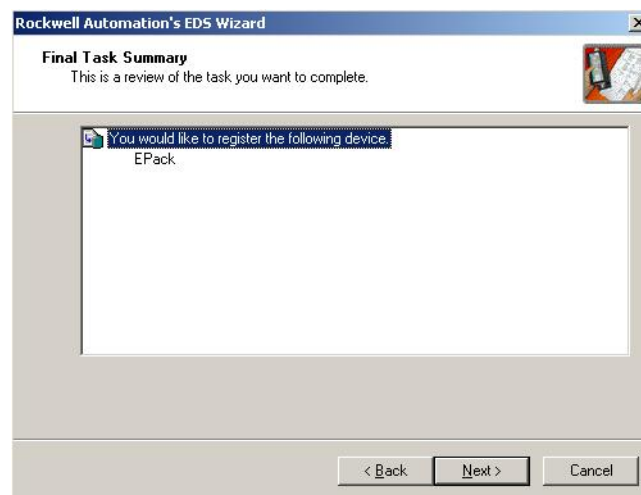 Rockwell Automation's EDS Wizard
Final Task Summary
This is a review of the task you want to complete.
You would like to register the following device.
EPack
< Back
Next >
Cancel